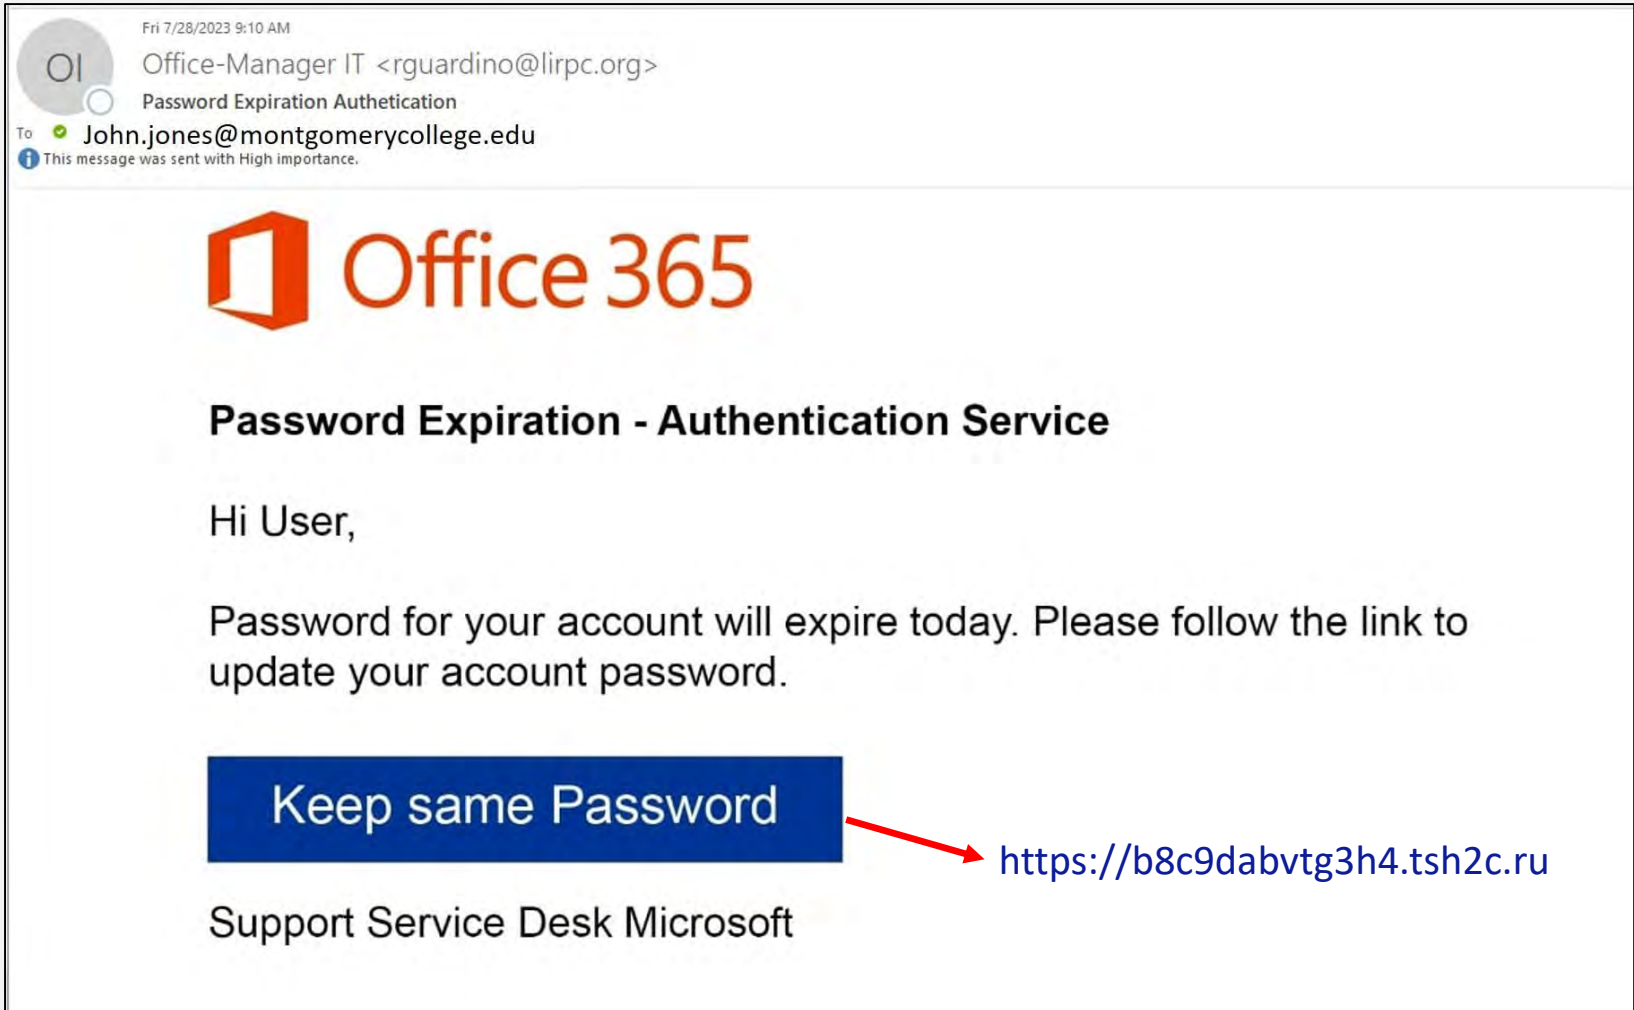 Fri 7/28/2023 9:10 AM
OI
Office-Manager IT <rguardino@lirpc.org>
Password Expiration Authetication
To John.jones@montgomerycollege.edu
i This message was sent with High importance.
Office 365
Password Expiration - Authentication Service
Hi User,
Password for your account will expire today. Please follow the link to
update your account password.
Keep same Password
https://b8c9dabvtg3h4.tsh2c.ru
Support Service Desk Microsoft